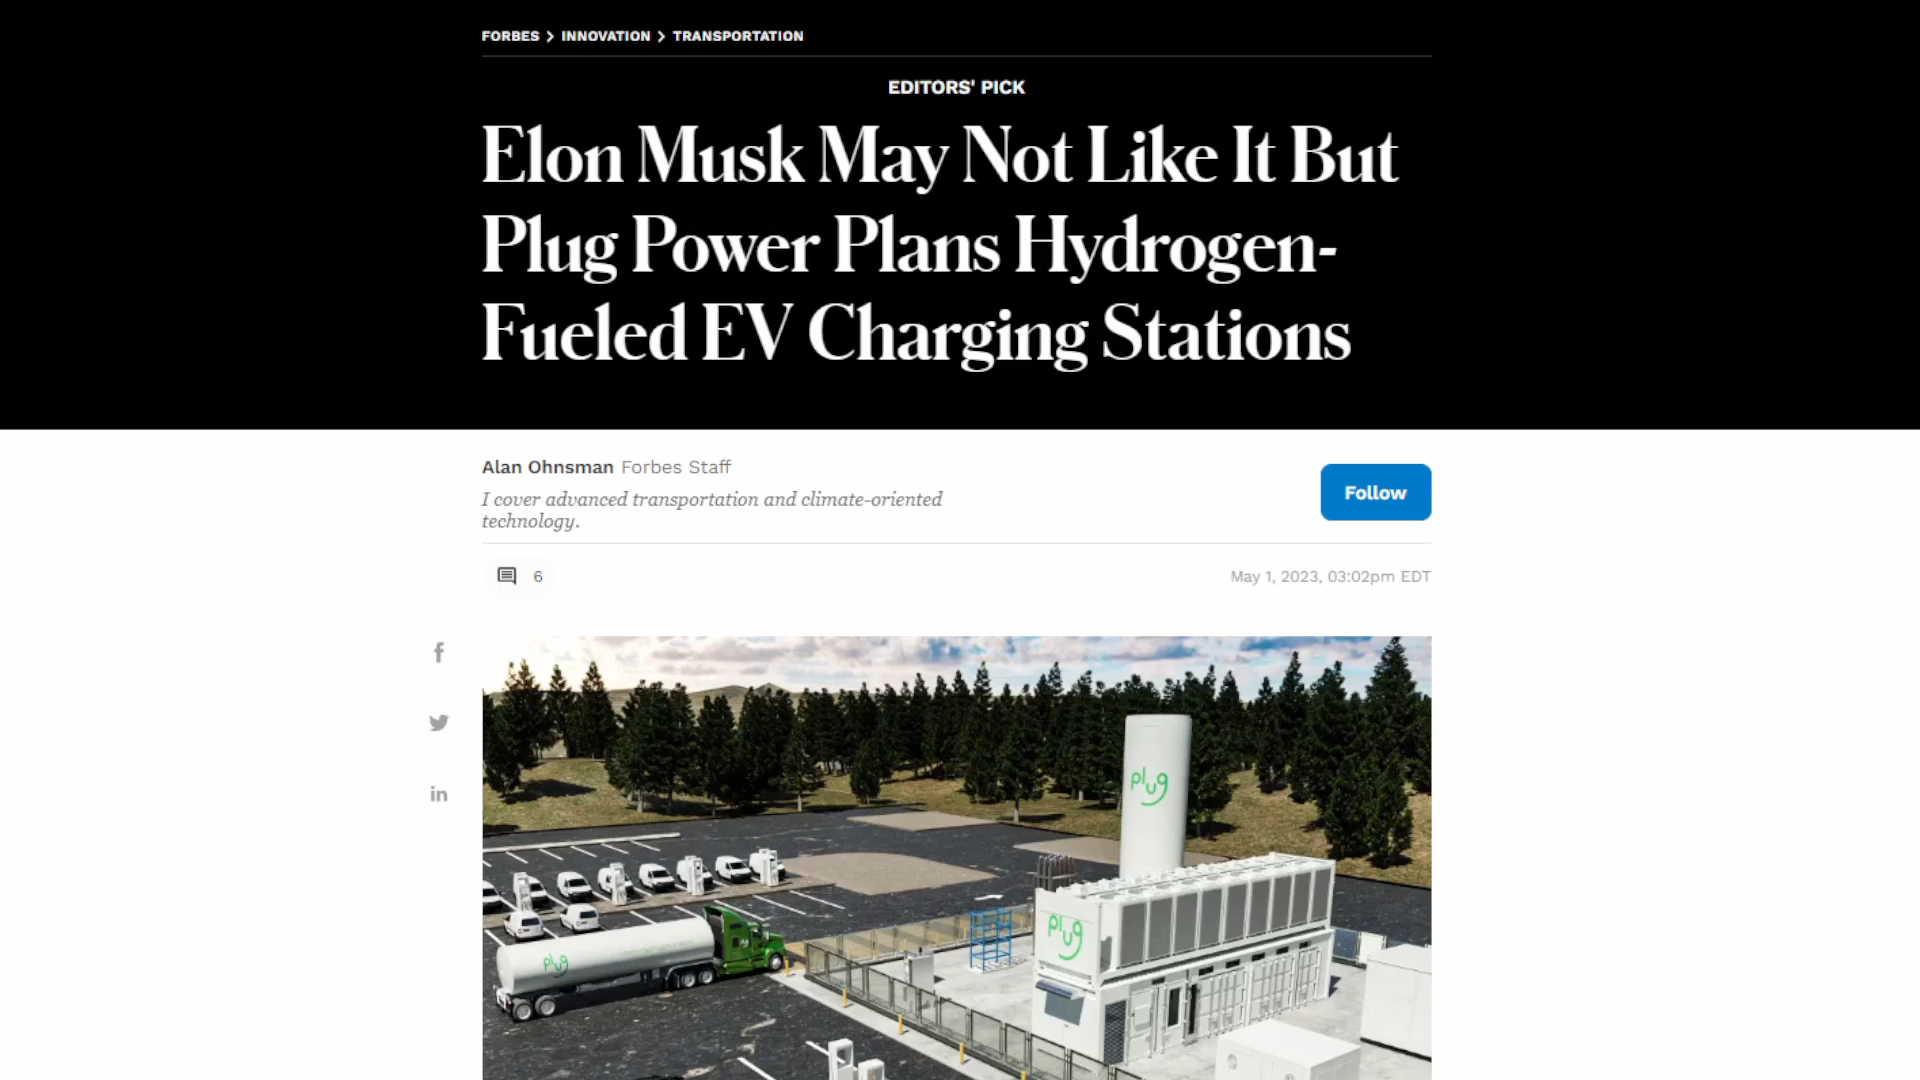 FORBES > INNOVATION > TRANSPORTATION
EDITORS' PICK
Elon Musk May Not Like It But
Plug Power Plans Hydrogen-
Fueled EV Charging Stations
Alan Ohnsman Forbes Staff
I cover advanced transportation and climate-oriented
technology.
Follow
6
May 1, 2023, 03:02pm EDT
plug
plug
plug